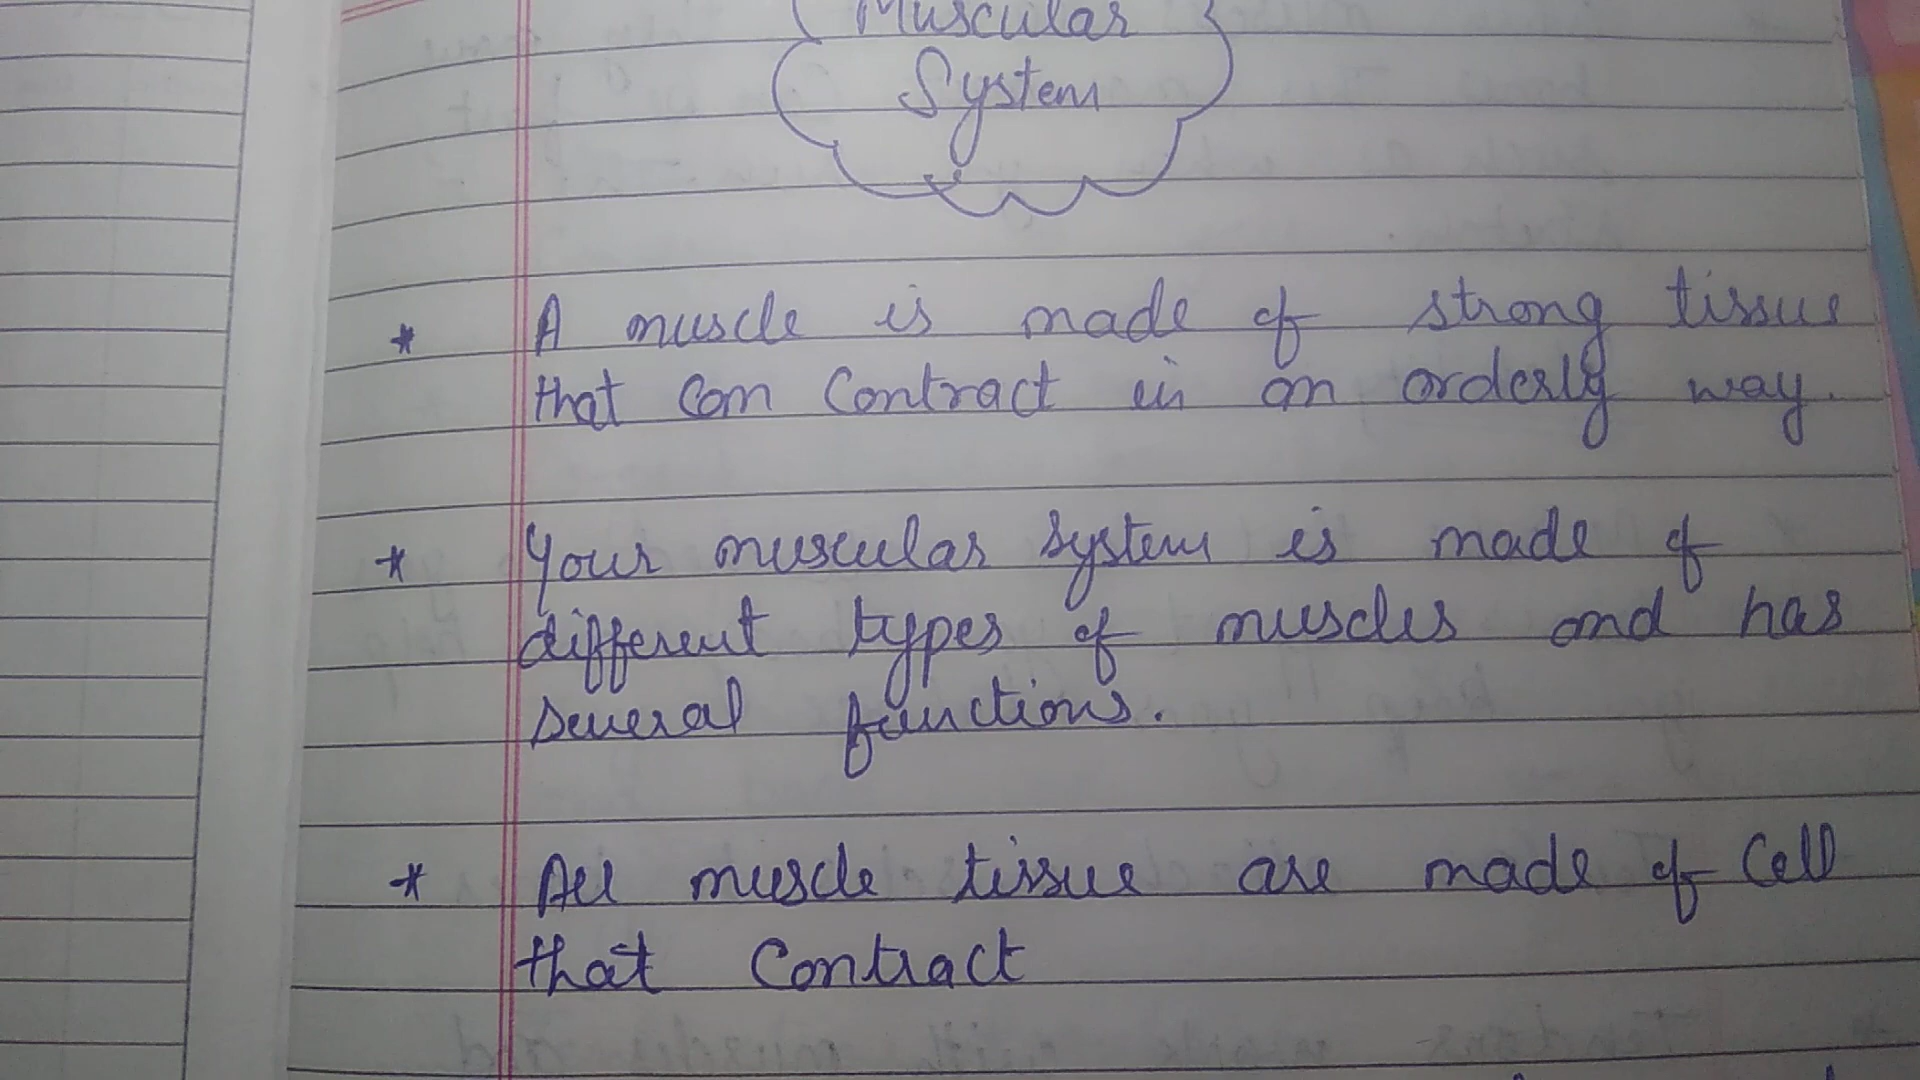 Muscular
System
* A muscle is made of strong tissue
that can contract in an orderly way.
* Your muscular system is made of
different types of muscles and has
several functions.
* All muscle tissue are made of cell
that contract